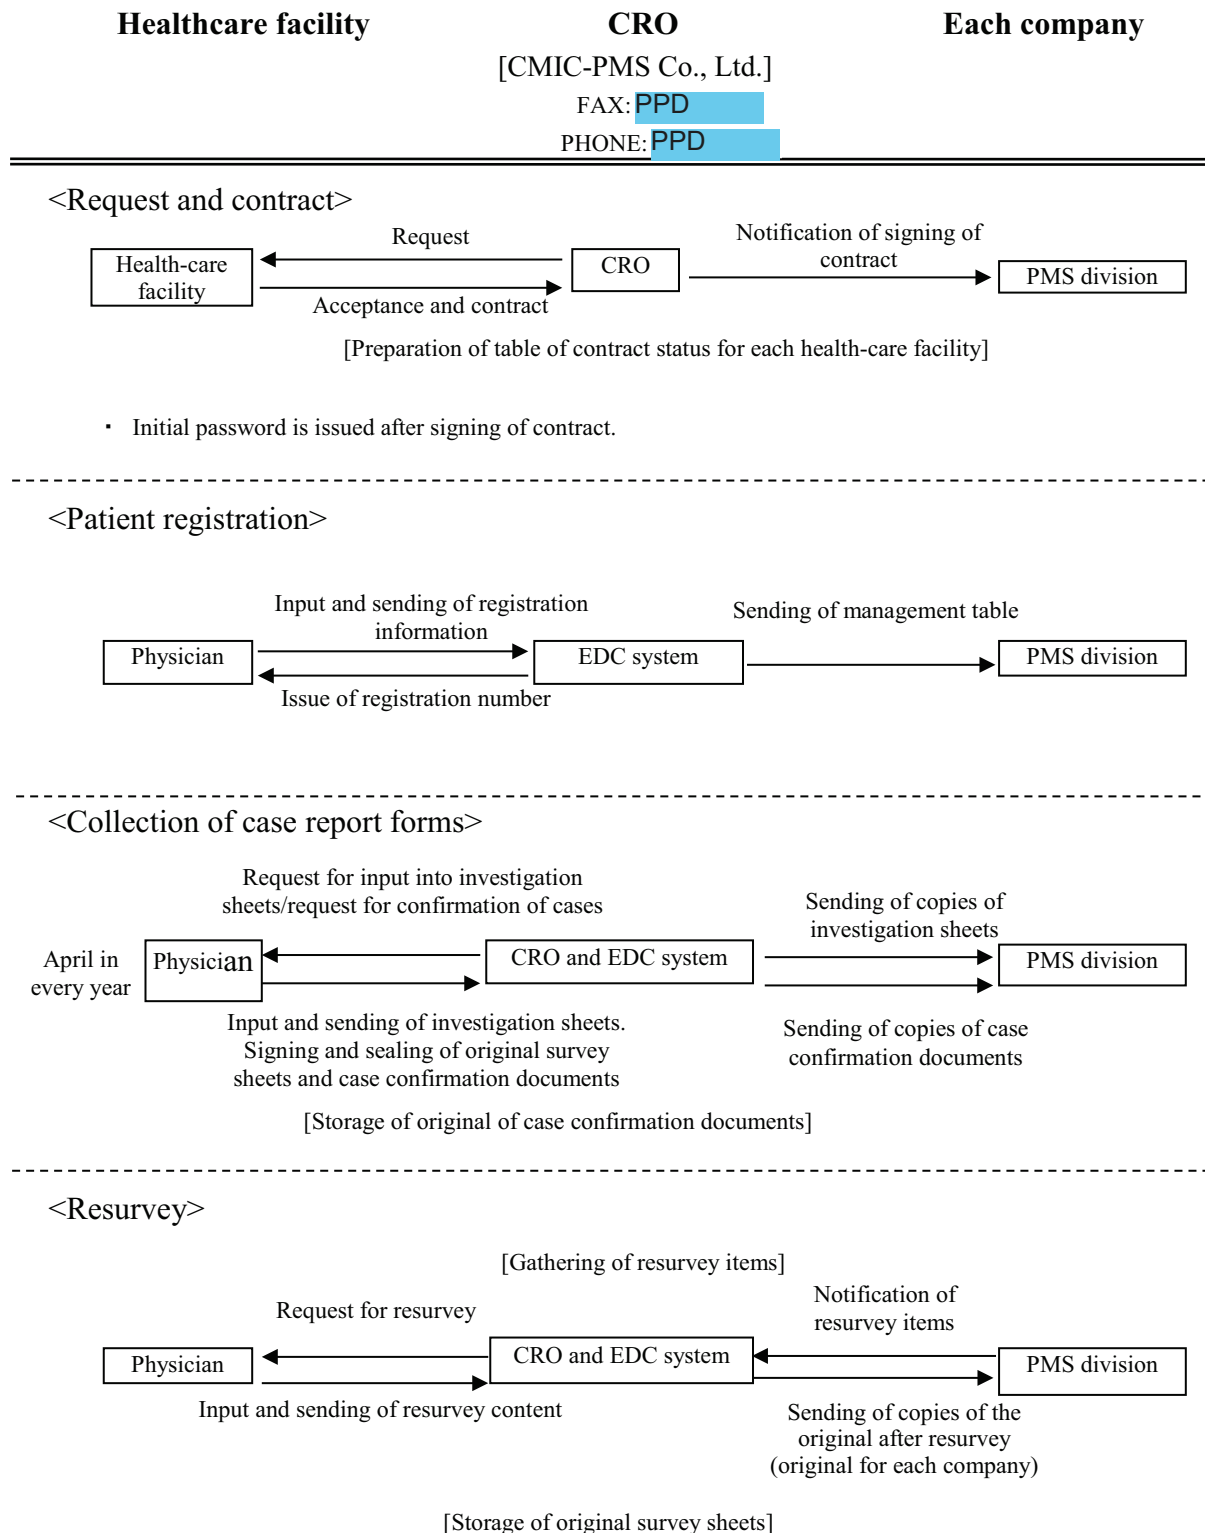 Healthcare facility CRO Each company
[CMIC-PMS Co., Ltd.]
FAX: PPD
PHONE: PPD
<Request and contract>
Request
Notification of signing of
contract
Health-care
facility
CRO
PMS division
Acceptance and contract
[Preparation of table of contract status for each health-care facility]
・ Initial password is issued after signing of contract.
<Patient registration>
Input and sending of registration
information
Sending of management table
Physician
EDC system
PMS division
Issue of registration number
<Collection of case report forms>
Request for input into investigation
sheets/request for confirmation of cases
Sending of copies of
investigation sheets
April in
every year
Physician
CRO and EDC system
PMS division
Input and sending of investigation sheets.
Signing and sealing of original survey
sheets and case confirmation documents
Sending of copies of case
confirmation documents
[Storage of original of case confirmation documents]
<Resurvey>
[Gathering of resurvey items]
Request for resurvey
Notification of
resurvey items
Physician
CRO and EDC system
PMS division
Input and sending of resurvey content
Sending of copies of the
original after resurvey
(original for each company)
[Storage of original survey sheets]